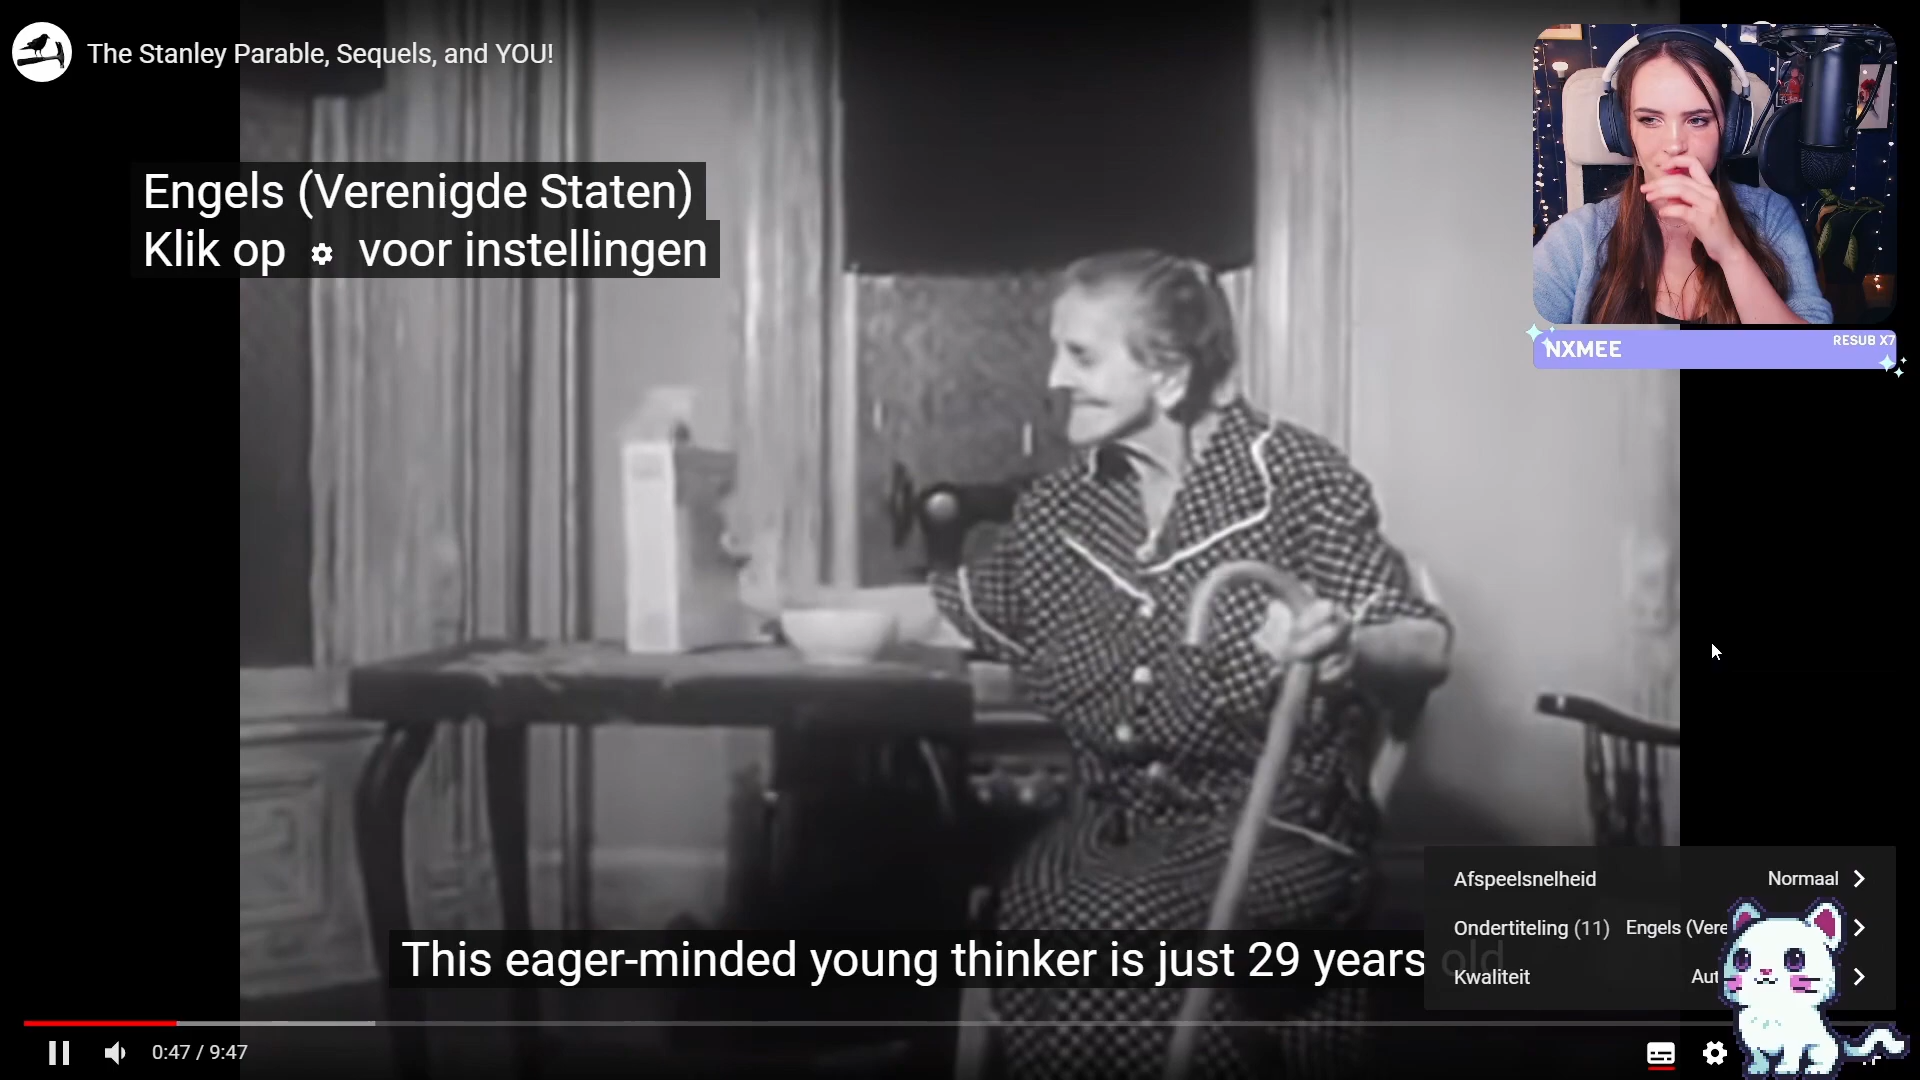 The Stanley Parable, Sequels, and YOU!
Engels (Verenigde Staten)
Klik op voor instellingen
NXMEE
RESUB X7
Afspeelsnelheid Normaal
Ondertiteling (11) Engels (Vere
Kwaliteit Aut
This eager-minded young thinker is just 29 years old
0:47 / 9:47